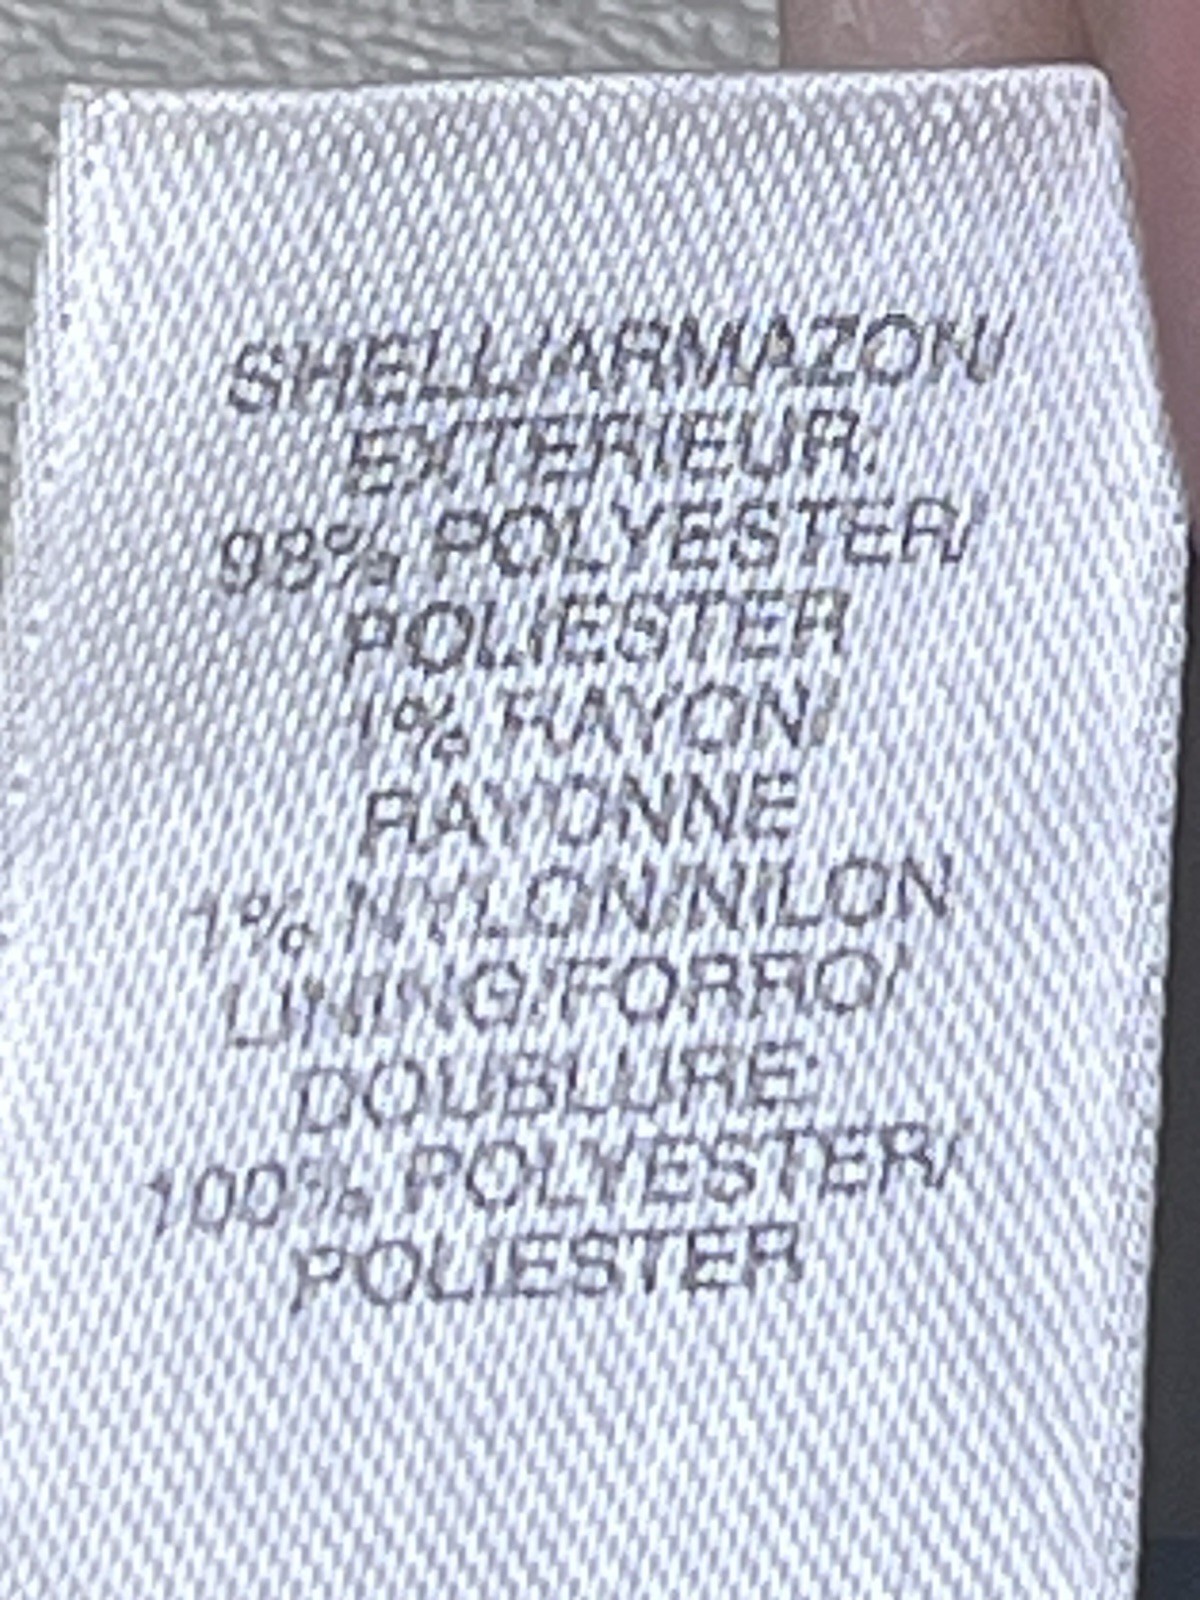 SHELL/ARMAZON/
EXTERIEUR:
98% POLYESTER/
POLIESTER
1% RAYON/
RAYONNE
1% NYLON/NILON
LINING/FORRO/
DOUBLURE:
100% POLYESTER/
POLIESTER